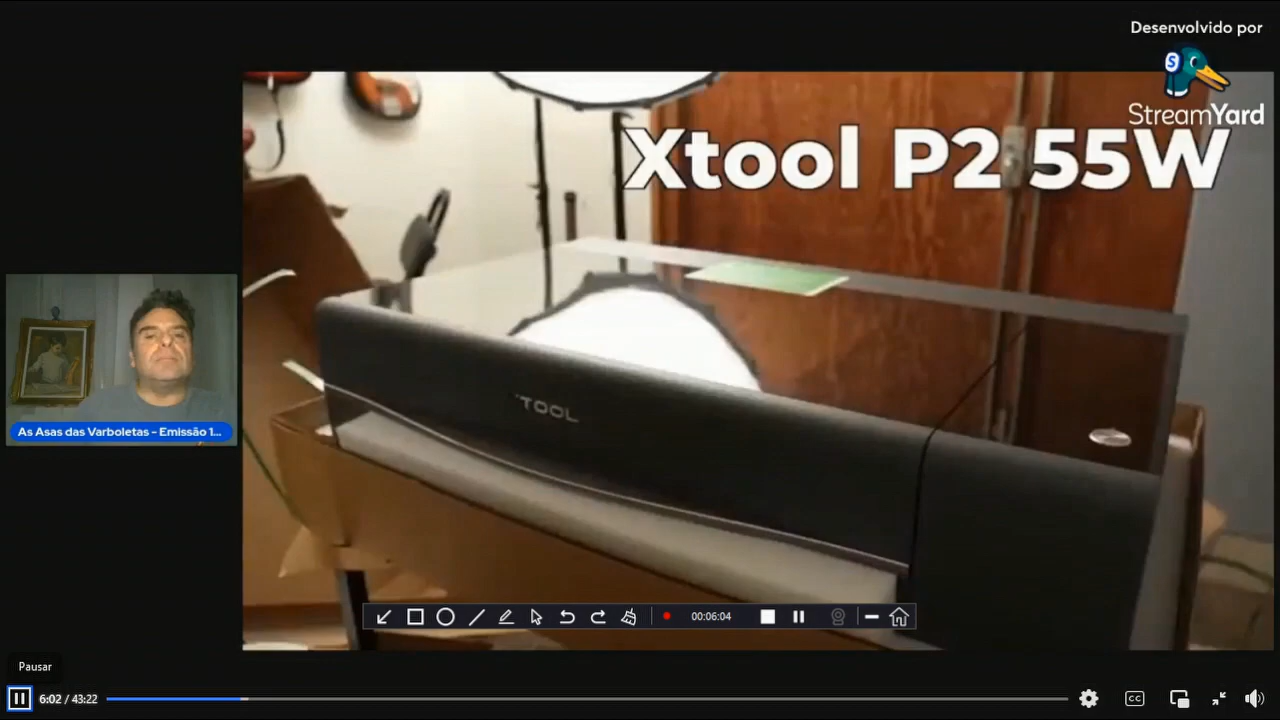 Desenvolvido por
StreamYard
Xtool P2 55W
TOOL
As Asas das Varboletas - Emissão 1...
00:06:04
Pausar
6:02 / 43:22
CC